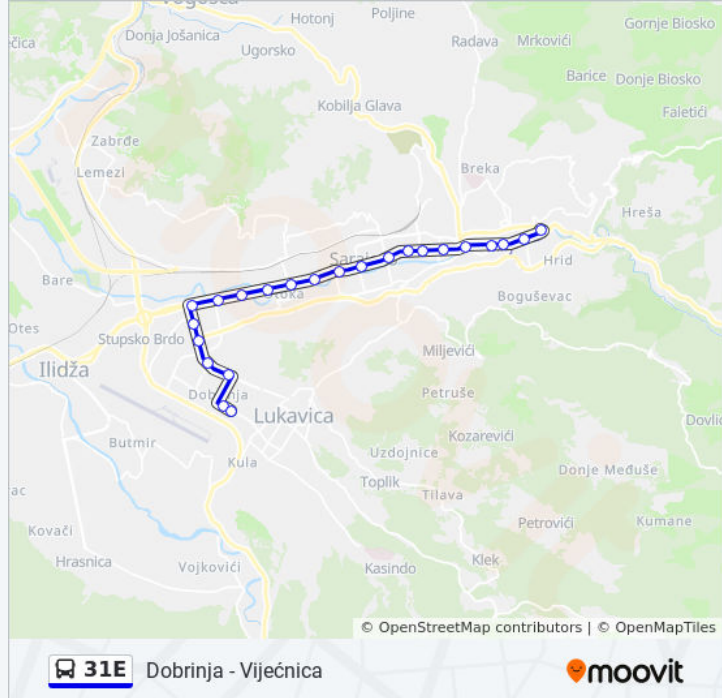 Vogošća
Hotonj
Poljine
Gornje Biosko
Donja Jošanica
Radava
Mrkovići
Ugorsko
Barice
Donje Biosko
Kobilja Glava
Faletići
Zabrđe
Lemezi
Breka
Hreša
Saraj
Hrid
Bare
Otoka
Boguševac
Otes
Stupsko Brdo
Miljevići
Ilidža
Dobrinja
Petruše
Lukavica
Butmir
Kozarevići
Uzdojnice
Kula
Donje Međuše
Toplik
Tilava
Petrovići
Kumane
Kovači
Hrasnica
Vojkovići
Kasindo
Klek
© OpenStreetMap contributors | © OpenMapTiles
31E Dobrinja - Vijećnica
moovit